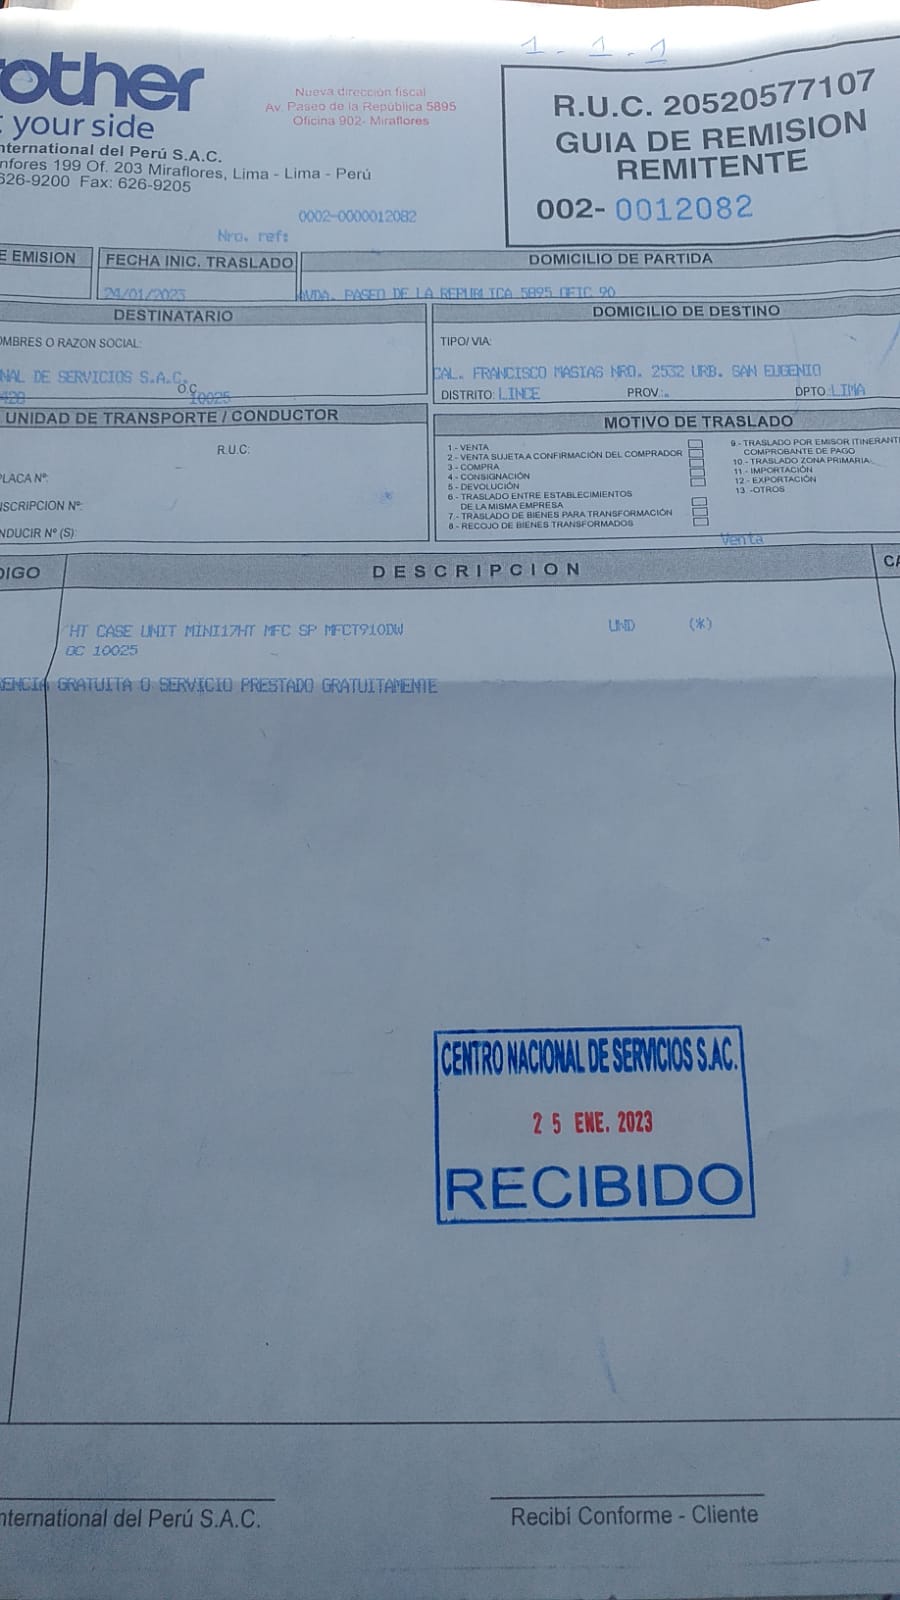 1 - 1 - 1
other
your side
nternational del Perú S.A.C.
nfores 199 Of. 203 Miraflores, Lima - Lima - Perú
626-9200 Fax: 626-9205
Nueva dirección fiscal
Av. Paseo de la República 5895
Oficina 902- Miraflores
R.U.C. 20520577107
GUIA DE REMISION
REMITENTE
002- 0012082
0002-0000012082
Nro. ref:
E EMISION
FECHA INIC. TRASLADO
24/01/2023
DOMICILIO DE PARTIDA
AVDA. PASEO DE LA REPUBLICA 5895 OFIC 90
DESTINATARIO
OMBRES O RAZON SOCIAL:
NAL DE SERVICIOS S.A.C.
O.C.
10025
DOMICILIO DE DESTINO
TIPO/ VIA:
CAL. FRANCISCO MASIAS NRO. 2532 URB. SAN EUGENIO
DISTRITO: LINCE PROV.: DPTO: LIMA
UNIDAD DE TRANSPORTE / CONDUCTOR
R.U.C:
PLACA Nº:
NSCRIPCION Nº:
NDUCIR Nº (S):
MOTIVO DE TRASLADO
1 - VENTA
2 - VENTA SUJETA A CONFIRMACIÓN DEL COMPRADOR
3 - COMPRA
4 - CONSIGNACIÓN
5 - DEVOLUCIÓN
6 - TRASLADO ENTRE ESTABLECIMIENTOS
DE LA MISMA EMPRESA
7 - TRASLADO DE BIENES PARA TRANSFORMACIÓN
8 - RECOJO DE BIENES TRANSFORMADOS
9 - TRASLADO POR EMISOR ITINERANT
COMPROBANTE DE PAGO
10 - TRASLADO ZONA PRIMARIA
11 - IMPORTACIÓN
12 - EXPORTACIÓN
13 - OTROS
Venta
DIGO
DESCRIPCION
CA
HT CASE UNIT MINI17HT MFC SP MFCT910DW UND (*)
OC 10025
ENCIA GRATUITA O SERVICIO PRESTADO GRATUITAMENTE
CENTRO NACIONAL DE SERVICIOS S.AC.
25 ENE. 2023
RECIBIDO
nternational del Perú S.A.C.
Recibí Conforme - Cliente